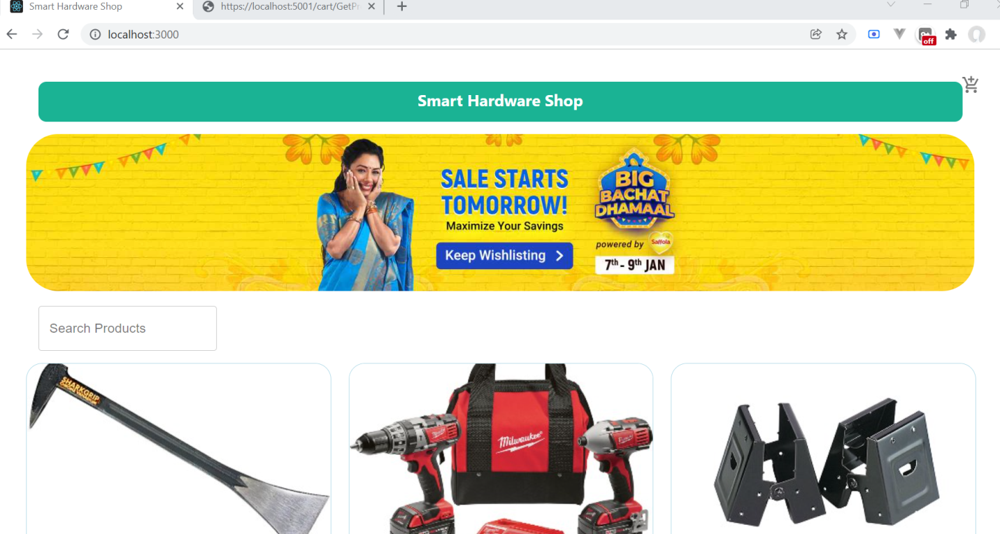 Smart Hardware Shop
https://localhost:5001/cart/GetPr
localhost:3000
off
Smart Hardware Shop
SALE STARTS
TOMORROW!
Maximize Your Savings
Keep Wishlisting
BIG
BACHAT
DHAMAAL
powered by Saffola
7th - 9th JAN
Search Products
SHARKGRIP
Milwaukee